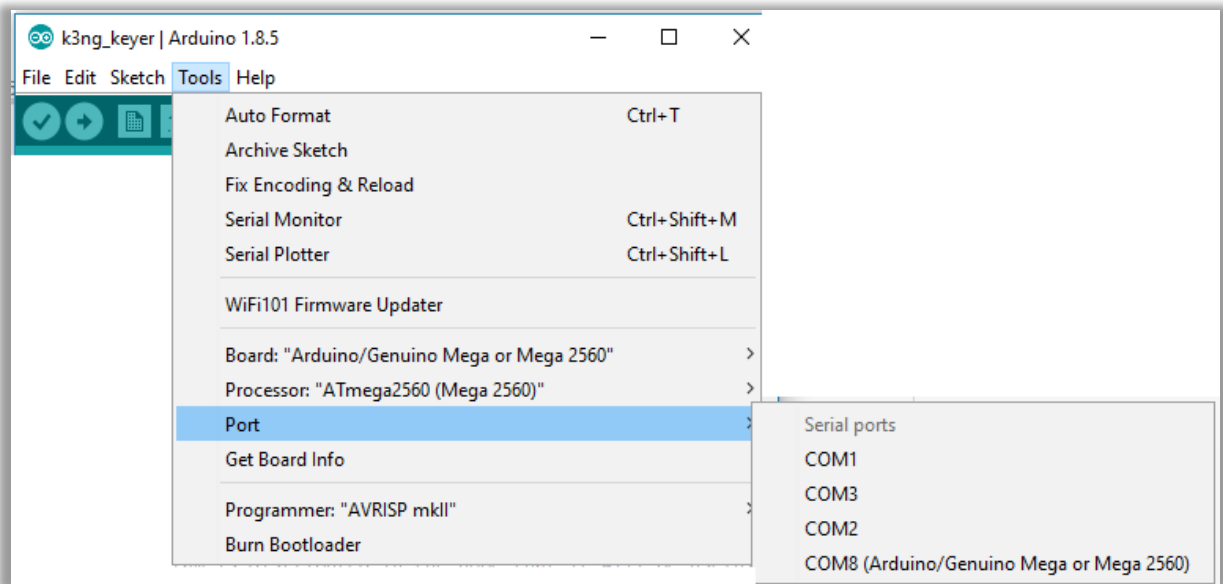 k3ng_keyer | Arduino 1.8.5
File Edit Sketch Tools Help
Auto Format Ctrl+T
Archive Sketch
Fix Encoding & Reload
Serial Monitor Ctrl+Shift+M
Serial Plotter Ctrl+Shift+L
WiFi101 Firmware Updater
Board: "Arduino/Genuino Mega or Mega 2560"
Processor: "ATmega2560 (Mega 2560)"
Port
Get Board Info
Programmer: "AVRISP mkII"
Burn Bootloader
Serial ports
COM1
COM3
COM2
COM8 (Arduino/Genuino Mega or Mega 2560)